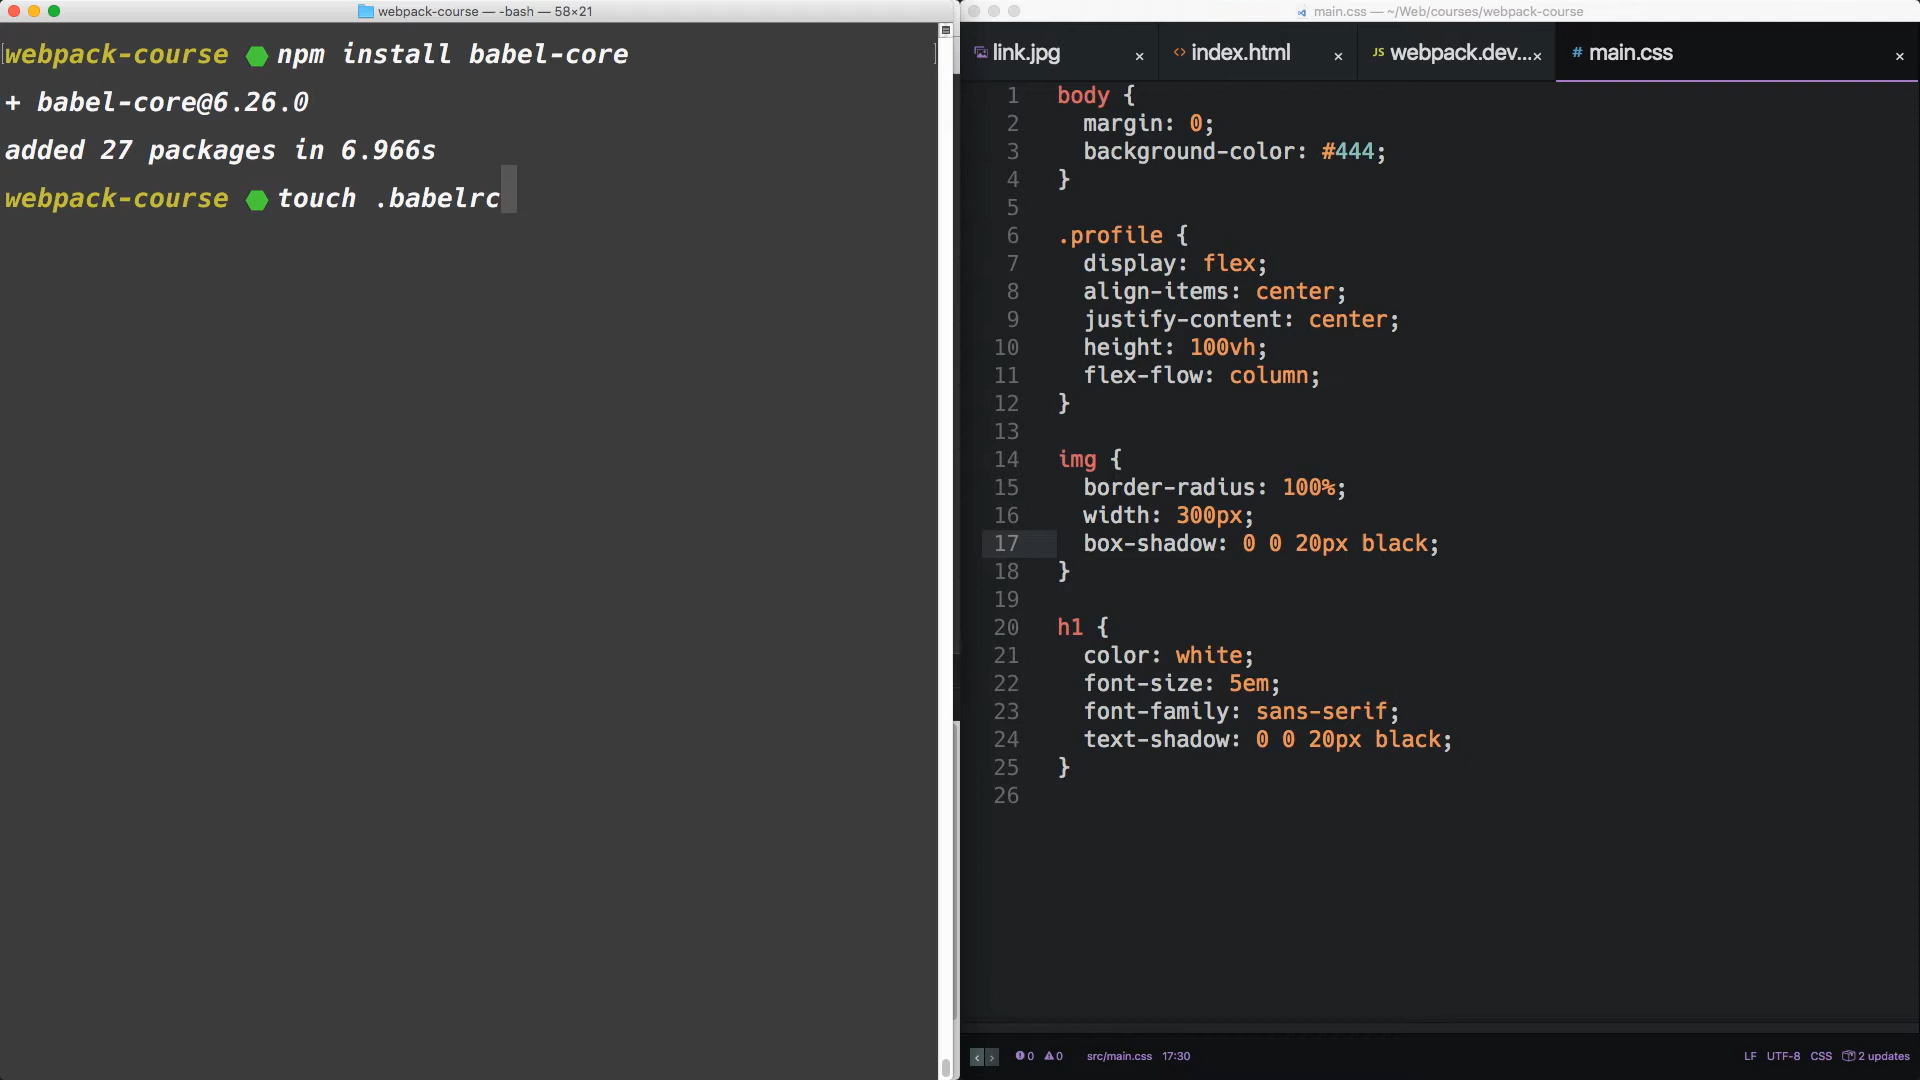 webpack-course — -bash — 58×21
webpack-course npm install babel-core
+ babel-core@6.26.0
added 27 packages in 6.966s
webpack-course touch .babelrc
main.css — ~/Web/courses/webpack-course
link.jpg × <> index.html × JS webpack.dev... × # main.css ×
1 body {
2 margin: 0;
3 background-color: #444;
4 }
5
6 .profile {
7 display: flex;
8 align-items: center;
9 justify-content: center;
10 height: 100vh;
11 flex-flow: column;
12 }
13
14 img {
15 border-radius: 100%;
16 width: 300px;
17 box-shadow: 0 0 20px black;
18 }
19
20 h1 {
21 color: white;
22 font-size: 5em;
23 font-family: sans-serif;
24 text-shadow: 0 0 20px black;
25 }
26
0 0 src/main.css 17:30 LF UTF-8 CSS 2 updates